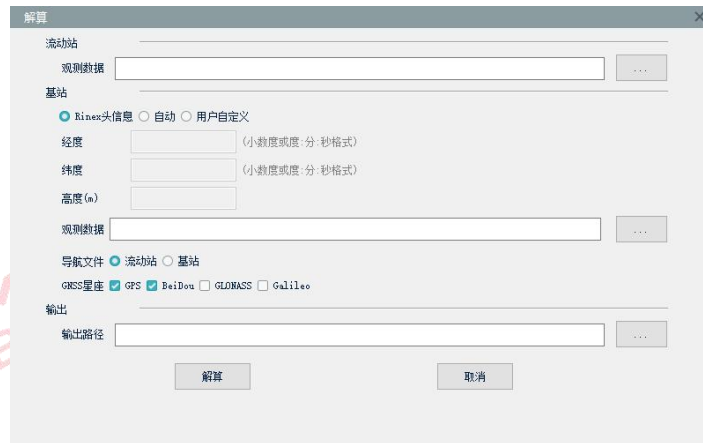 解算
流动站
观测数据 ...
基站
Rinex头信息 自动 用户自定义
经度 (小数度或度:分:秒格式)
纬度 (小数度或度:分:秒格式)
高度(m)
观测数据 ...
导航文件 流动站 基站
GNSS星座 GPS BeiDou GLONASS Galileo
输出
输出路径 ...
解算 取消